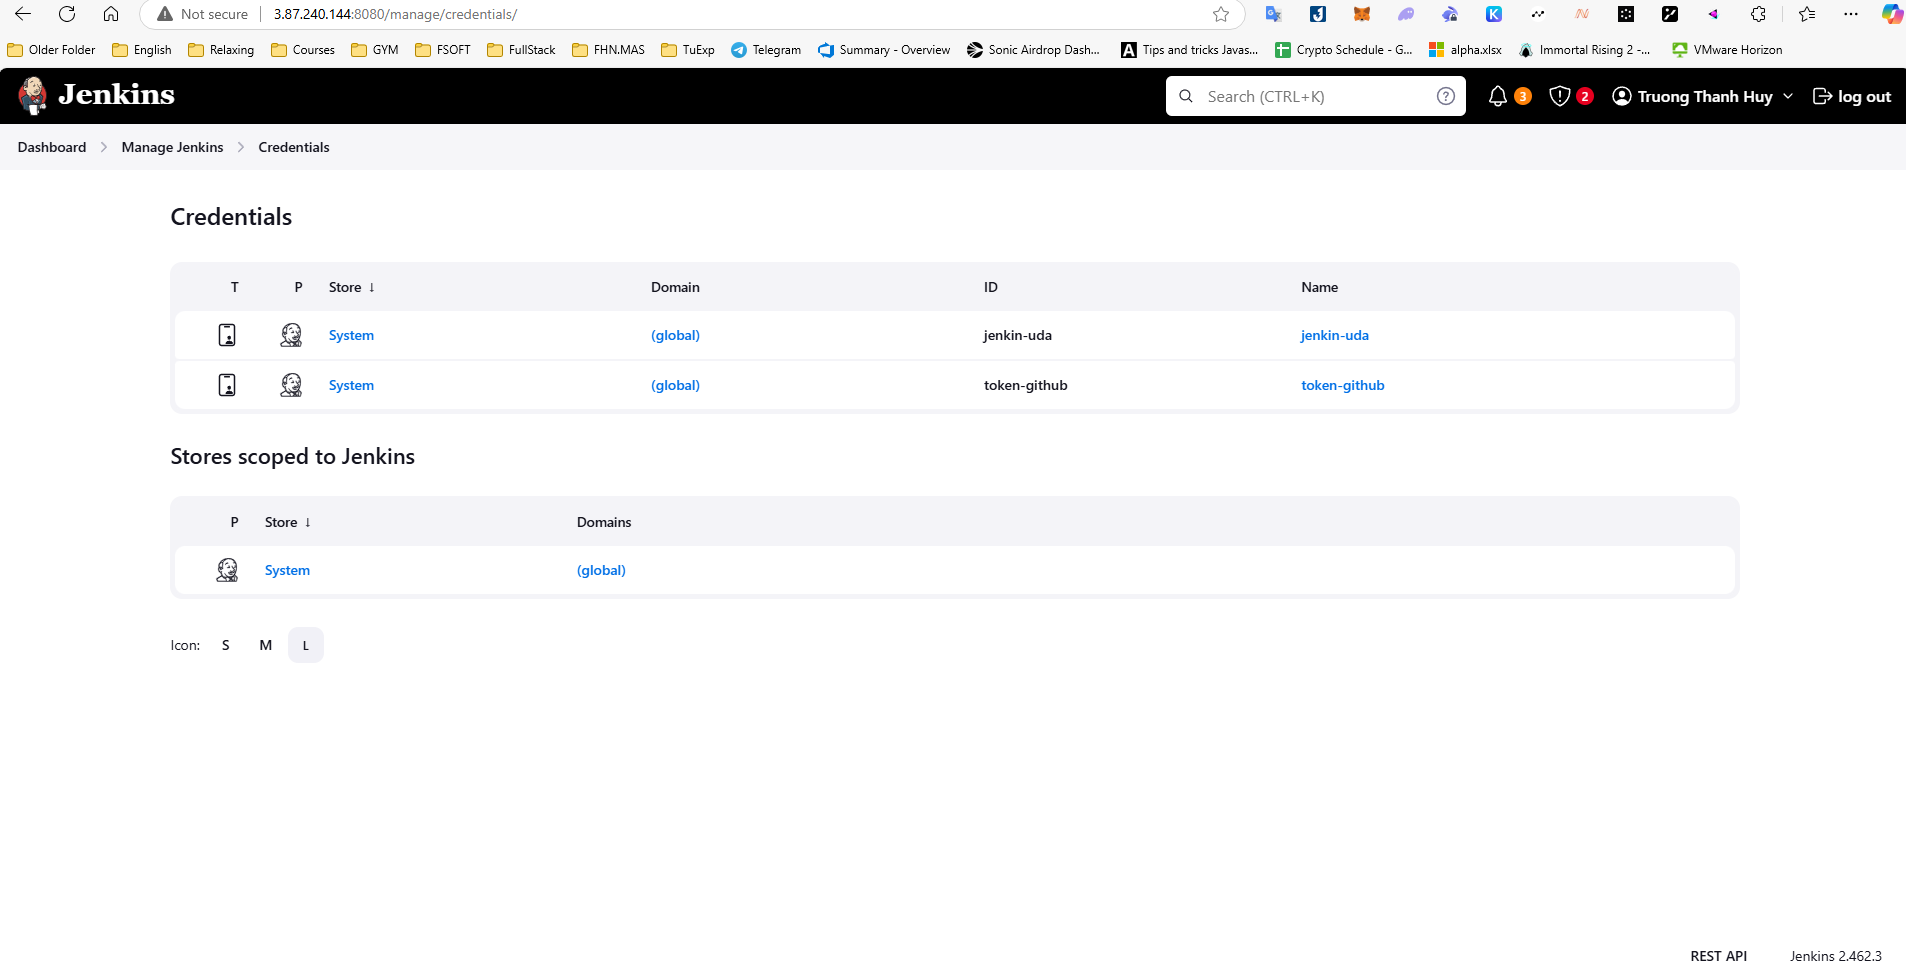 Not secure 3.87.240.144:8080/manage/credentials/
Older Folder English Relaxing Courses GYM FSOFT FullStack FHN.MAS TuExp Telegram Summary - Overview Sonic Airdrop Dash... Tips and tricks Javas... Crypto Schedule - G... alpha.xlsx Immortal Rising 2 -... VMware Horizon
Jenkins Search (CTRL+K) 3 2 Truong Thanh Huy log out
Dashboard Manage Jenkins Credentials
Credentials
T P Store ↓ Domain ID Name
System (global) jenkin-uda jenkin-uda
System (global) token-github token-github
Stores scoped to Jenkins
P Store ↓ Domains
System (global)
Icon: S M L
REST API Jenkins 2.462.3